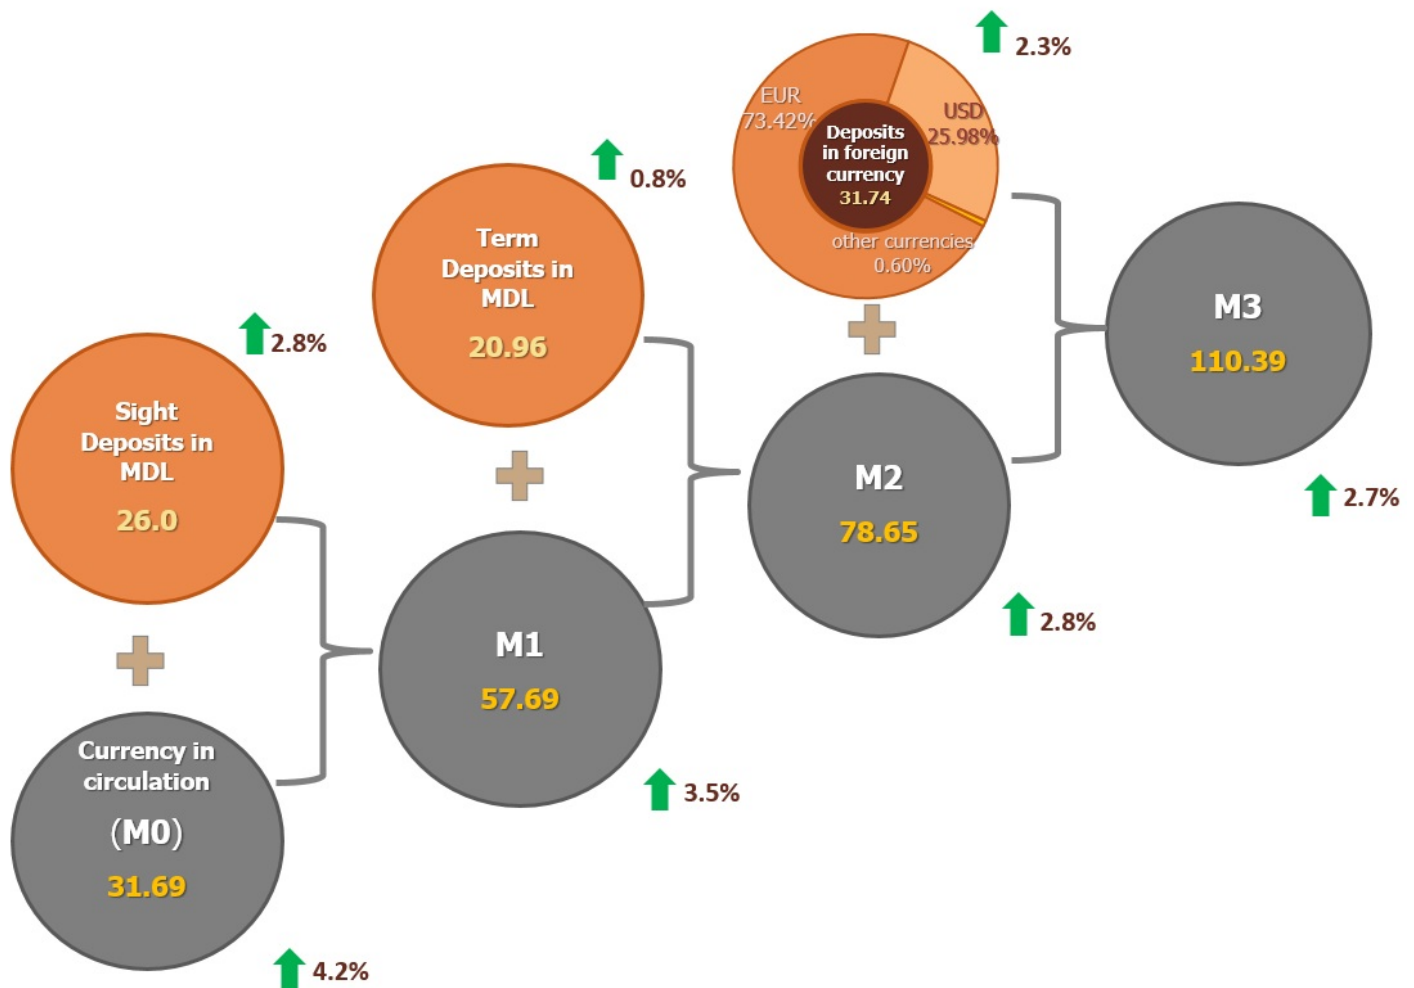 2.3%
EUR
73.42%
USD
25.98%
Deposits
in foreign
currency
31.74
other currencies
0.60%
0.8%
Term
Deposits in
MDL
20.96
M3
110.39
2.7%
2.8%
Sight
Deposits in
MDL
26.0
M2
78.65
2.8%
M1
57.69
3.5%
Currency in
circulation
(M0)
31.69
4.2%